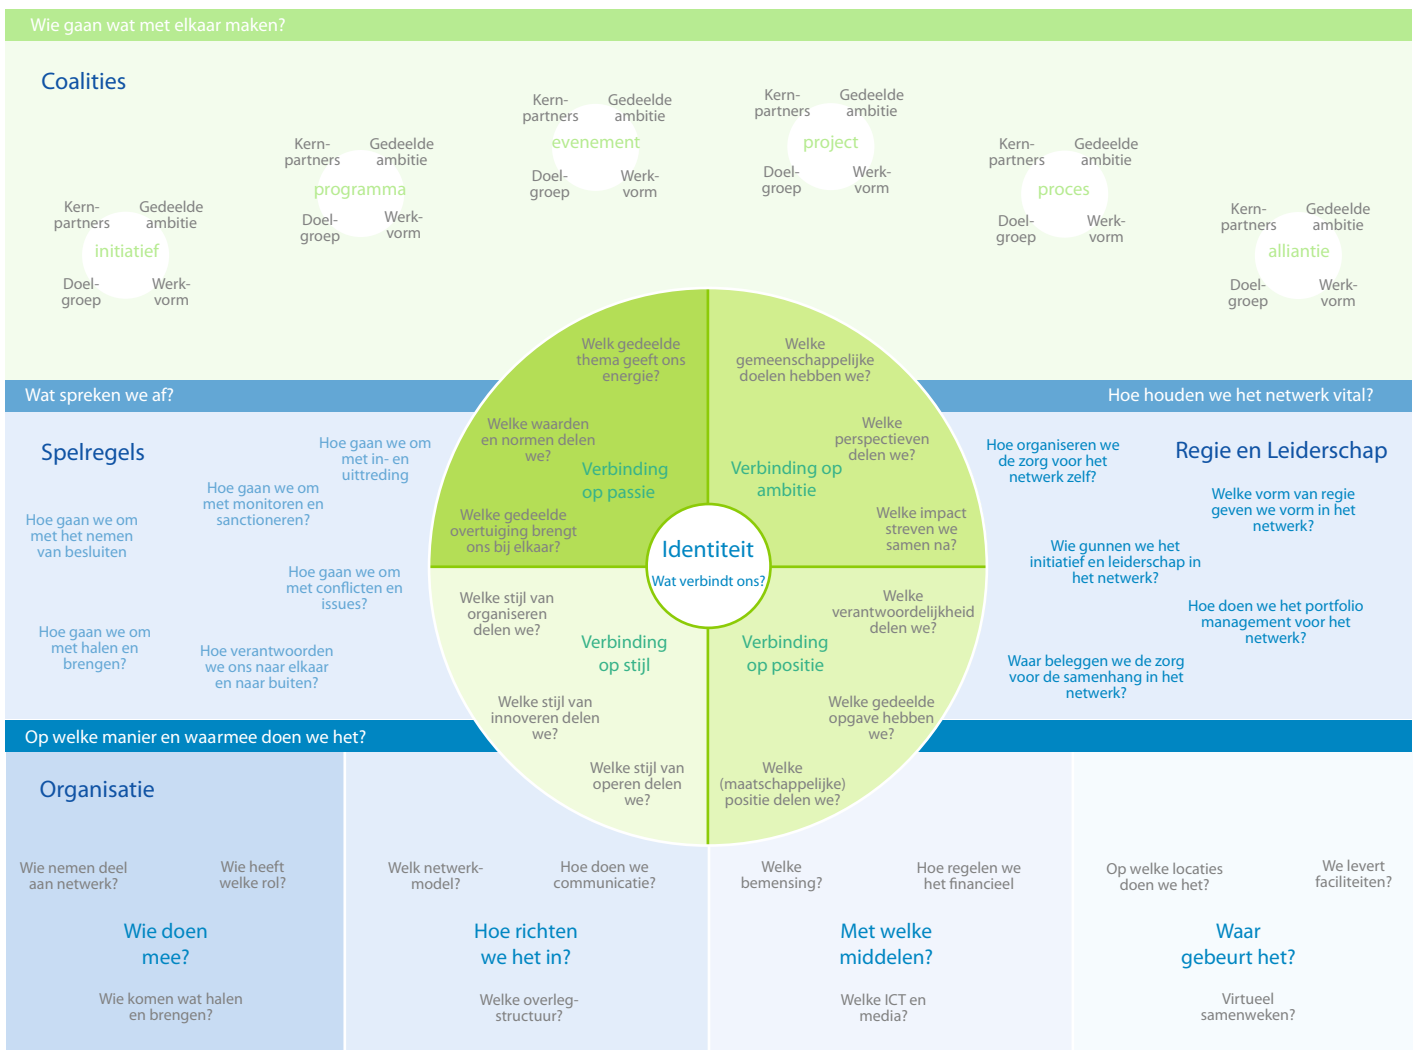 Wie gaan wat met elkaar maken?
Coalities
Kern-
partners
Gedeelde
ambitie
initiatief
Doel-
groep
Werk-
vorm
Kern-
partners
Gedeelde
ambitie
programma
Doel-
groep
Werk-
vorm
Kern-
partners
Gedeelde
ambitie
evenement
Doel-
groep
Werk-
vorm
Kern-
partners
Gedeelde
ambitie
project
Doel-
groep
Werk-
vorm
Kern-
partners
Gedeelde
ambitie
proces
Doel-
groep
Werk-
vorm
Kern-
partners
Gedeelde
ambitie
alliantie
Doel-
groep
Werk-
vorm
Wat spreken we af?
Spelregels
Hoe gaan we om
met in- en
uittreding
Hoe gaan we om
met monitoren en
sanctioneren?
Hoe gaan we om
met het nemen
van besluiten
Hoe gaan we om
met conflicten en
issues?
Hoe gaan we om
met halen en
brengen?
Hoe verantwoorden
we ons naar elkaar
en naar buiten?
Welk gedeelde
thema geeft ons
energie?
Welke waarden
en normen delen
we?
Verbinding
op passie
Welke gedeelde
overtuiging brengt
ons bij elkaar?
Welke
gemeenschappelijke
doelen hebben we?
Welke
perspectieven
delen we?
Verbinding op
ambitie
Welke impact
streven we
samen na?
Identiteit
Wat verbindt ons?
Welke stijl van
organiseren
delen we?
Verbinding
op stijl
Welke stijl van
innoveren delen
we?
Welke stijl van
operen delen
we?
Welke
verantwoordelijkheid
delen we?
Verbinding
op positie
Welke gedeelde
opgave hebben
we?
Welke
(maatschappelijke)
positie delen we?
Hoe houden we het netwerk vital?
Regie en Leiderschap
Hoe organiseren we
de zorg voor het
netwerk zelf?
Welke vorm van regie
geven we vorm in het
netwerk?
Wie gunnen we het
initiatief en leiderschap in
het netwerk?
Hoe doen we het portfolio
management voor het
netwerk?
Waar beleggen we de zorg
voor de samenhang in het
netwerk?
Op welke manier en waarmee doen we het?
Organisatie
Wie nemen deel
aan netwerk?
Wie heeft
welke rol?
Wie doen
mee?
Wie komen wat halen
en brengen?
Welk netwerk-
model?
Hoe doen we
communicatie?
Hoe richten
we het in?
Welke overleg-
structuur?
Welke
bemensing?
Hoe regelen we
het financieel
Met welke
middelen?
Welke ICT en
media?
Op welke locaties
doen we het?
We levert
faciliteiten?
Waar
gebeurt het?
Virtueel
samenweken?